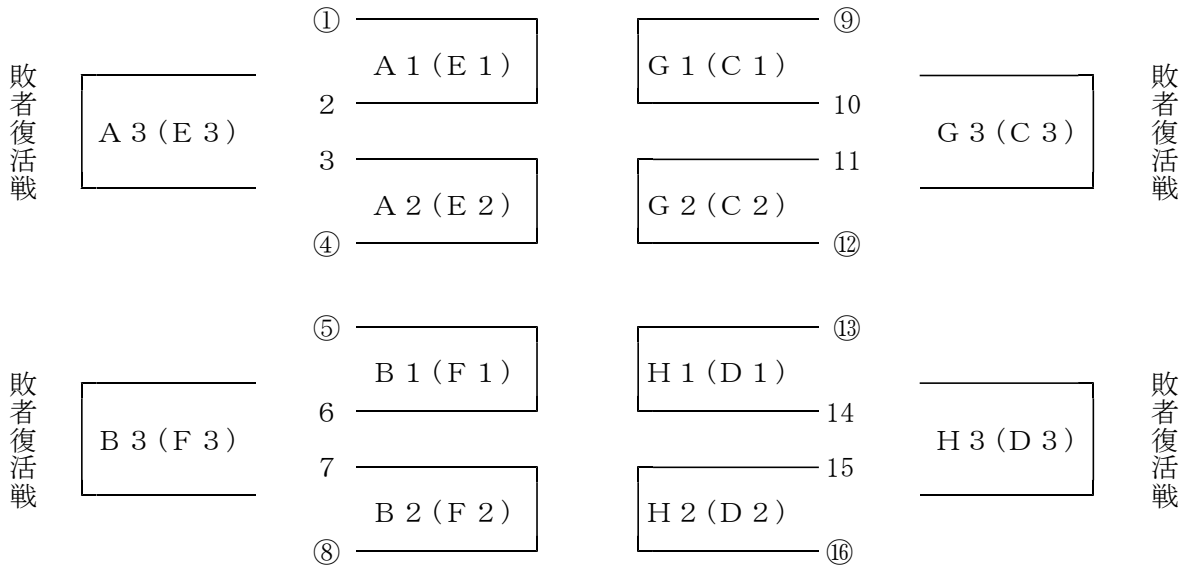 ① ⑨
A 1 (E 1) G 1 (C 1)
2 10
敗者復活戦 A 3 (E 3) G 3 (C 3) 敗者復活戦
3 11
A 2 (E 2) G 2 (C 2)
④ ⑫
⑤ ⑬
B 1 (F 1) H 1 (D 1)
6 14
敗者復活戦 B 3 (F 3) H 3 (D 3) 敗者復活戦
7 15
B 2 (F 2) H 2 (D 2)
⑧ ⑯